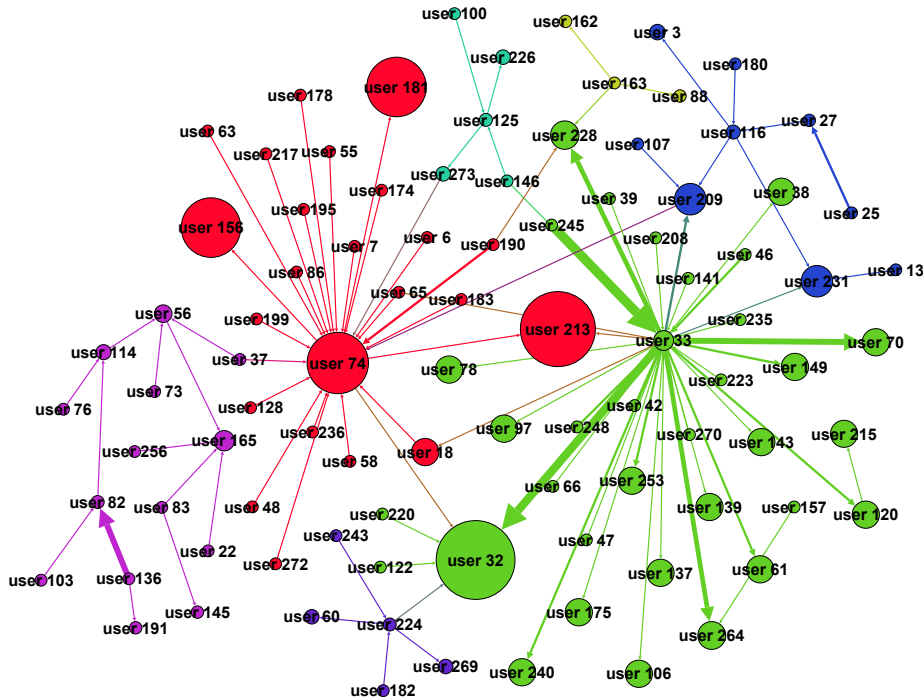 user 100
user 162
user 3
user 226
user 180
user 163
user 181
user 178
user 88
user 27
user 125
user 63
user 228
user 116
user 107
user 217
user 55
user 273
user 146
user 174
user 39
user 209
user 38
user 195
user 25
user 156
user 245
user 6
user 208
user 7
user 190
user 46
user 86
user 141
user 231
user 13
user 65
user 183
user 56
user 199
user 235
user 213
user 33
user 70
user 114
user 37
user 74
user 78
user 149
user 223
user 73
user 76
user 128
user 42
user 97
user 248
user 236
user 270
user 143
user 215
user 165
user 256
user 18
user 58
user 253
user 66
user 82
user 83
user 48
user 139
user 157
user 120
user 220
user 243
user 47
user 22
user 32
user 272
user 122
user 137
user 61
user 103
user 136
user 145
user 175
user 60
user 224
user 191
user 264
user 269
user 240
user 106
user 182